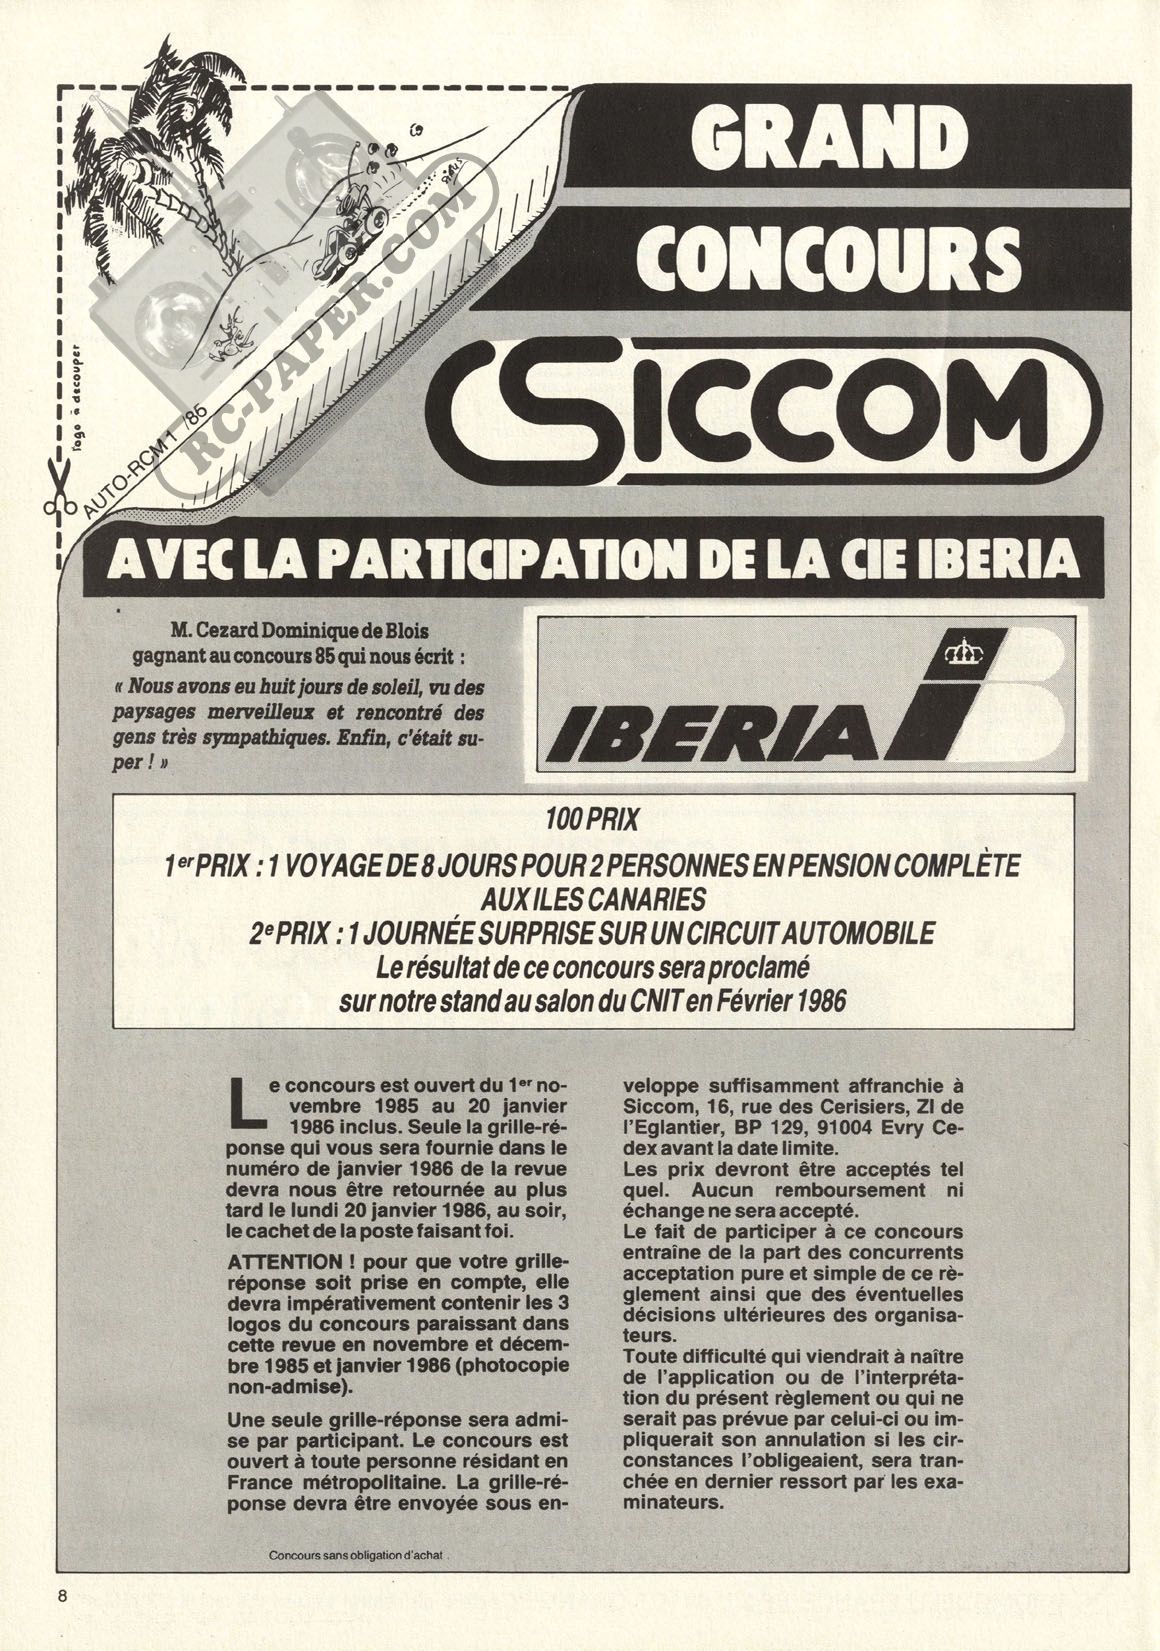 GRAND
CONCOURS
SICCOM
logo à découper
AUTO-RCM1 /86
RC-PAPER.COM
AVEC LA PARTICIPATION DE LA CIE IBERIA
M. Cezard Dominique de Blois
gagnant au concours 85 qui nous écrit :
« Nous avons eu huit jours de soleil, vu des
paysages merveilleux et rencontré des
gens très sympathiques. Enfin, c'était su-
per ! »
IBERIA
100 PRIX
1er PRIX : 1 VOYAGE DE 8 JOURS POUR 2 PERSONNES EN PENSION COMPLÈTE
AUX ILES CANARIES
2e PRIX : 1 JOURNÉE SURPRISE SUR UN CIRCUIT AUTOMOBILE
Le résultat de ce concours sera proclamé
sur notre stand au salon du CNIT en Février 1986
Le concours est ouvert du 1er no-
vembre 1985 au 20 janvier
1986 inclus. Seule la grille-ré-
ponse qui vous sera fournie dans le
numéro de janvier 1986 de la revue
devra nous être retournée au plus
tard le lundi 20 janvier 1986, au soir,
le cachet de la poste faisant foi.
ATTENTION ! pour que votre grille-
réponse soit prise en compte, elle
devra impérativement contenir les 3
logos du concours paraissant dans
cette revue en novembre et décem-
bre 1985 et janvier 1986 (photocopie
non-admise).
Une seule grille-réponse sera admi-
se par participant. Le concours est
ouvert à toute personne résidant en
France métropolitaine. La grille-ré-
ponse devra être envoyée sous en-
veloppe suffisamment affranchie à
Siccom, 16, rue des Cerisiers, ZI de
l'Eglantier, BP 129, 91004 Evry Ce-
dex avant la date limite.
Les prix devront être acceptés tel
quel. Aucun remboursement ni
échange ne sera accepté.
Le fait de participer à ce concours
entraîne de la part des concurrents
acceptation pure et simple de ce rè-
glement ainsi que des éventuelles
décisions ultérieures des organisa-
teurs.
Toute difficulté qui viendrait à naître
de l'application ou de l'interpréta-
tion du présent règlement ou qui ne
serait pas prévue par celui-ci ou im-
pliquerait son annulation si les cir-
constances l'obligeaient, sera tran-
chée en dernier ressort par les exa-
minateurs.
Concours sans obligation d'achat.
8